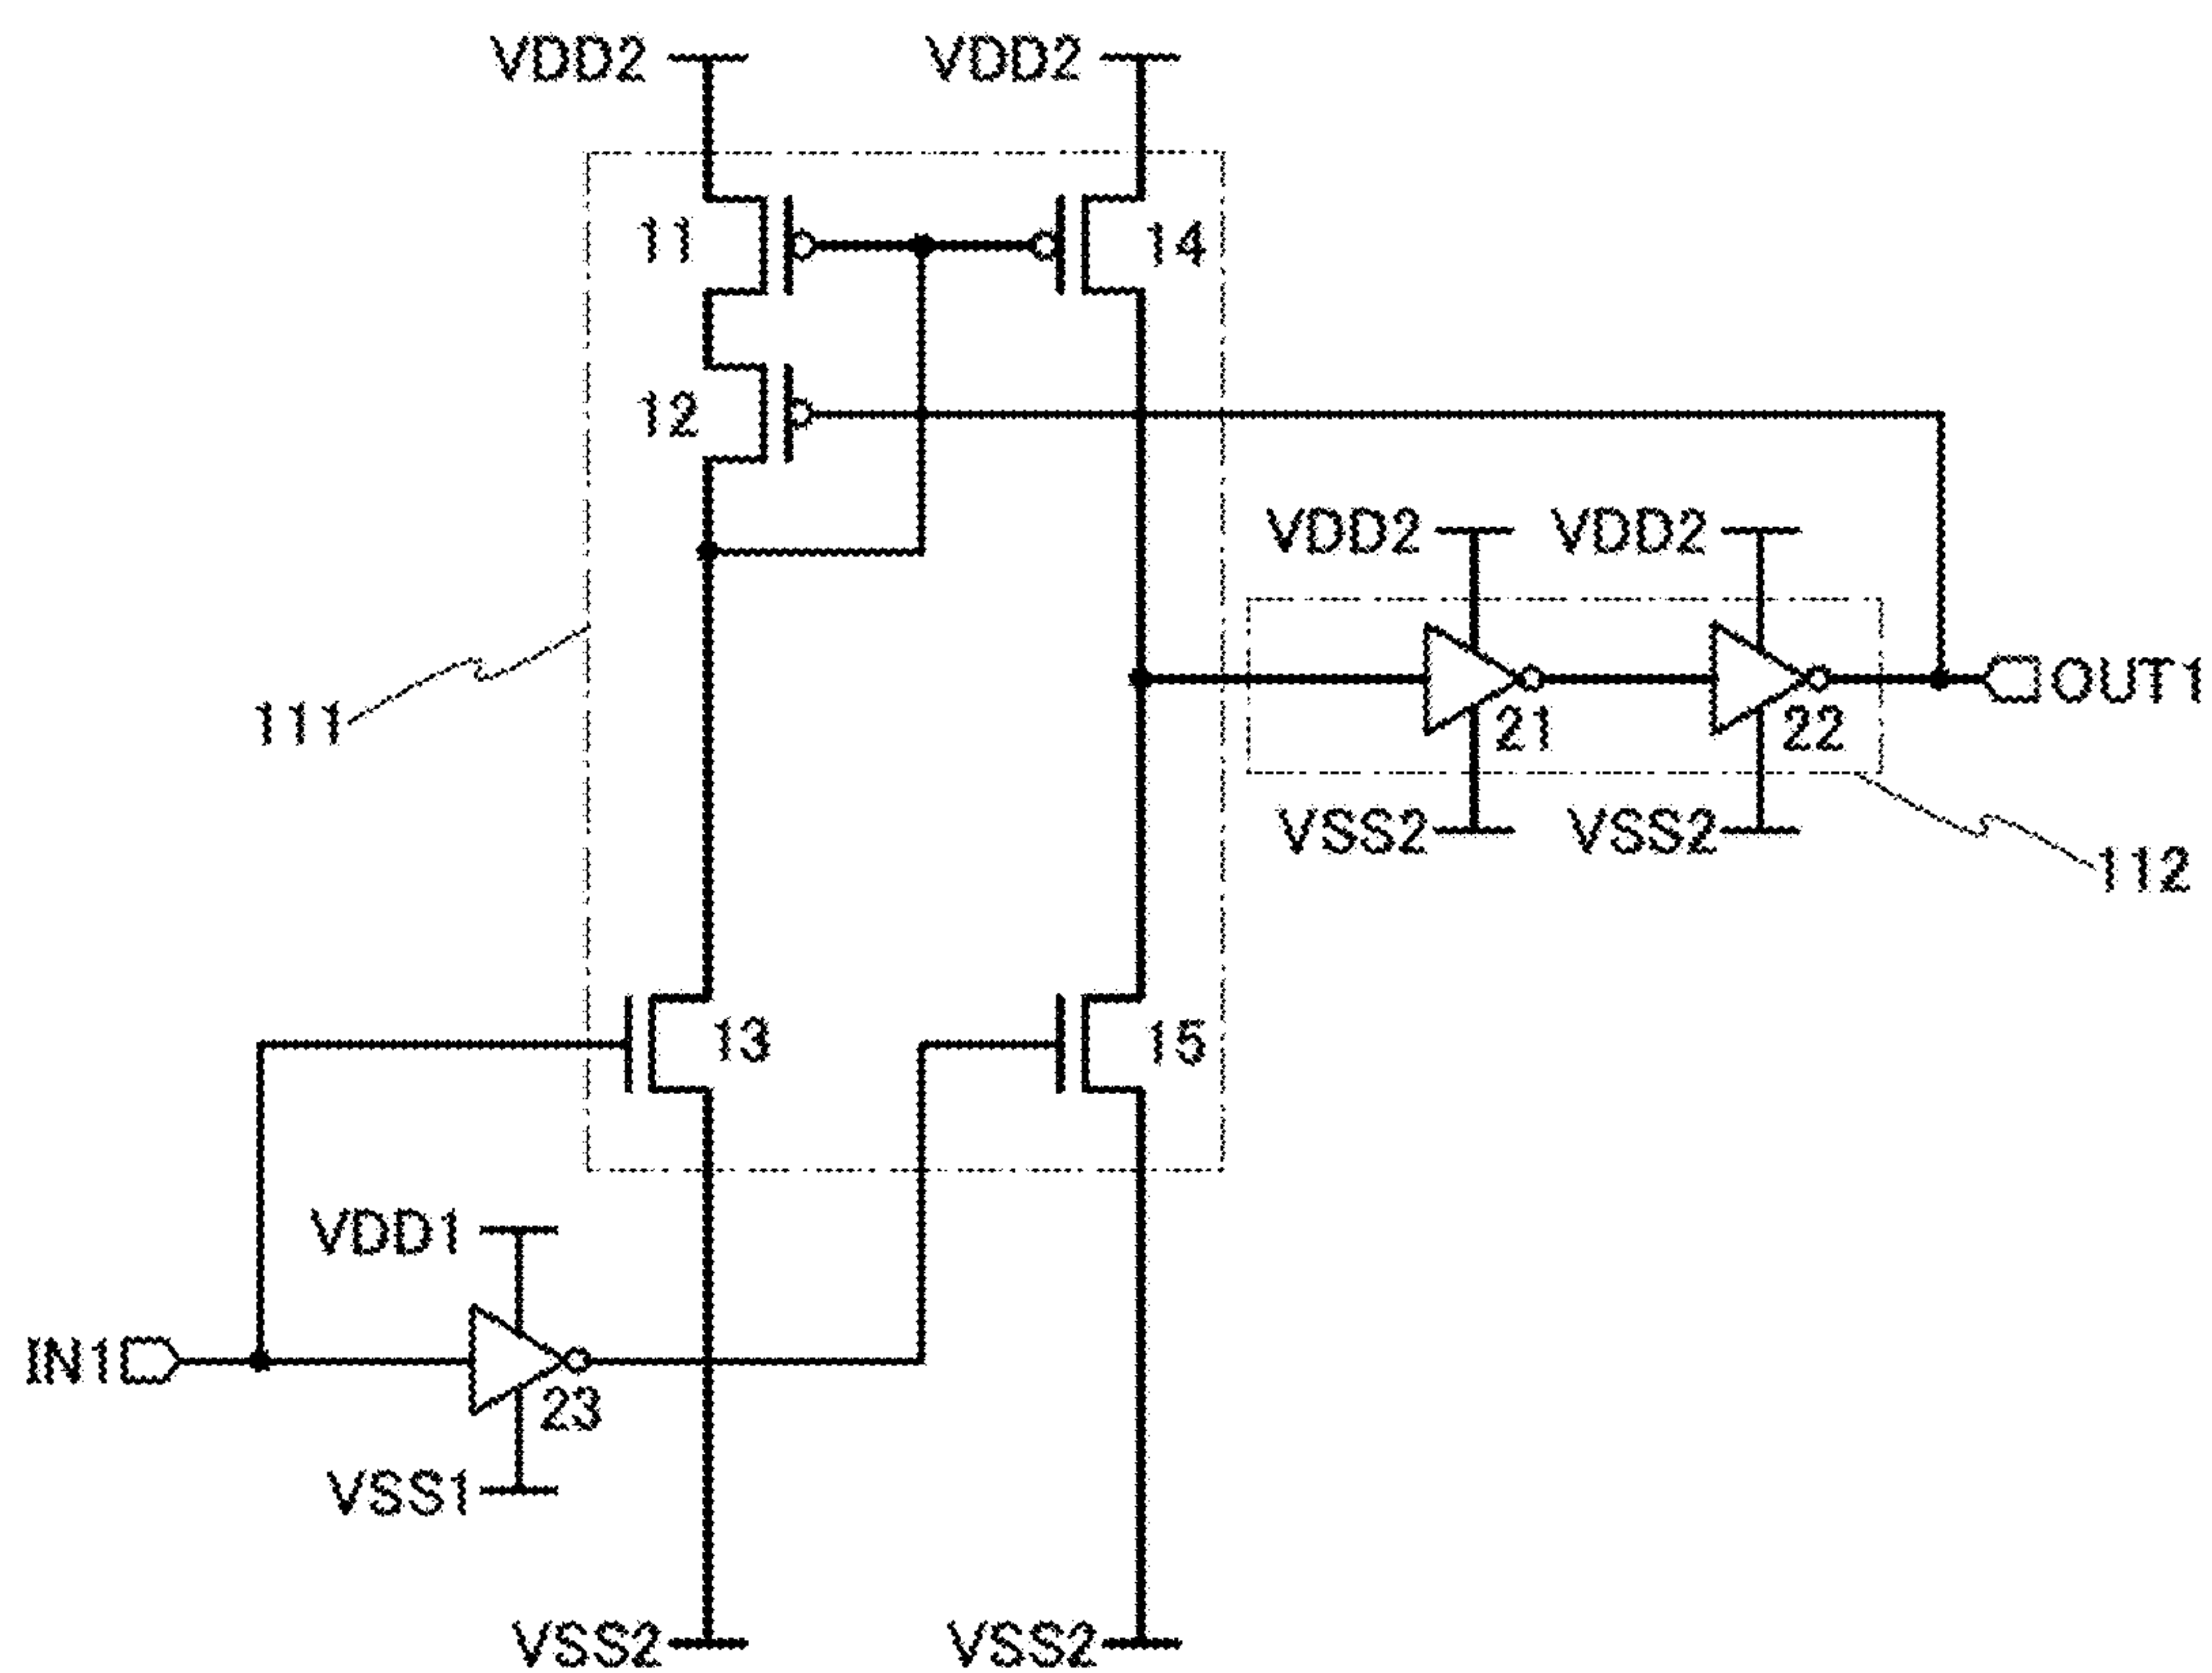 VDD2 VDD2
11 14
12
VDD2 VDD2
OUT1
111 21 22
VSS2 VSS2
112
13 15
VDD1
IN1
23
VSS1
VSS2 VSS2